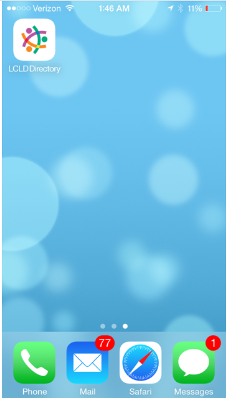 Verizon 1:46 AM 11%
LCLD Directory
77 1
Phone Mail Safari Messages